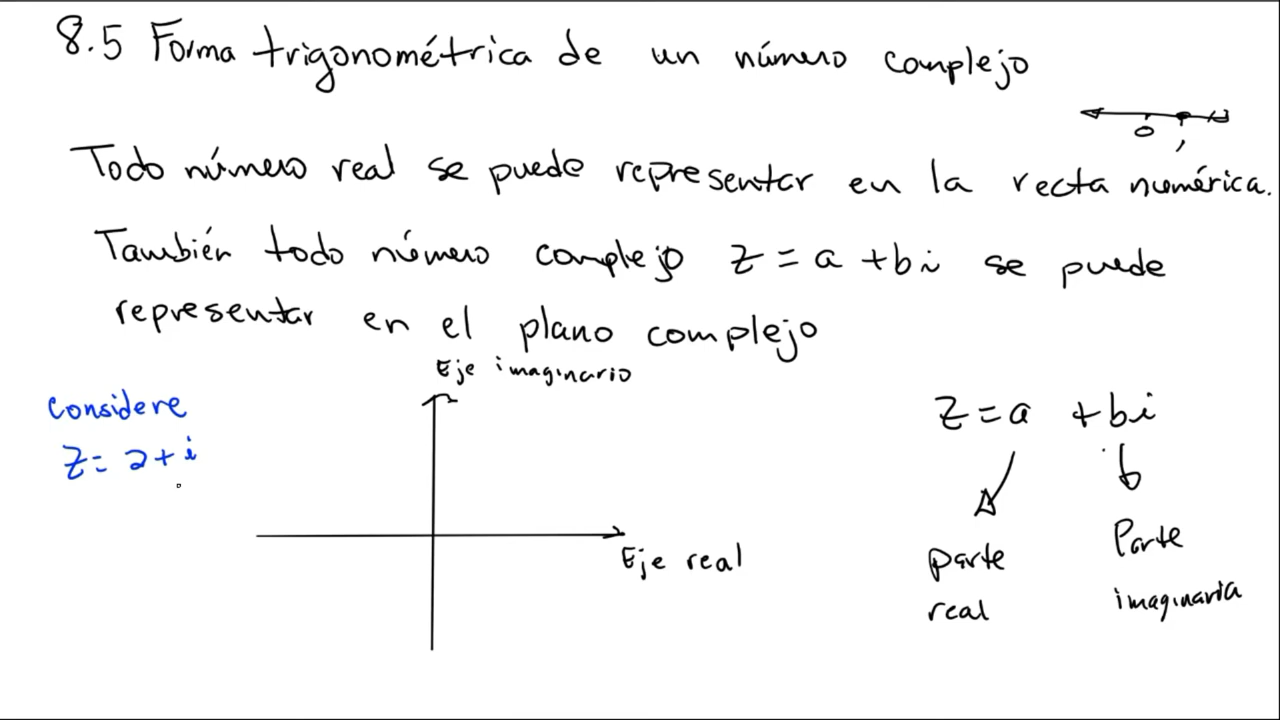 8.5 Forma trigonométrica de un número complejo
0 1
Todo número real se puede representar en la recta numérica.
También todo número complejo z = a + bi se puede
representar en el plano complejo
Eje imaginario
considere
z = 2 + i
Eje real
z = a + bi
parte
real
Parte
imaginaria